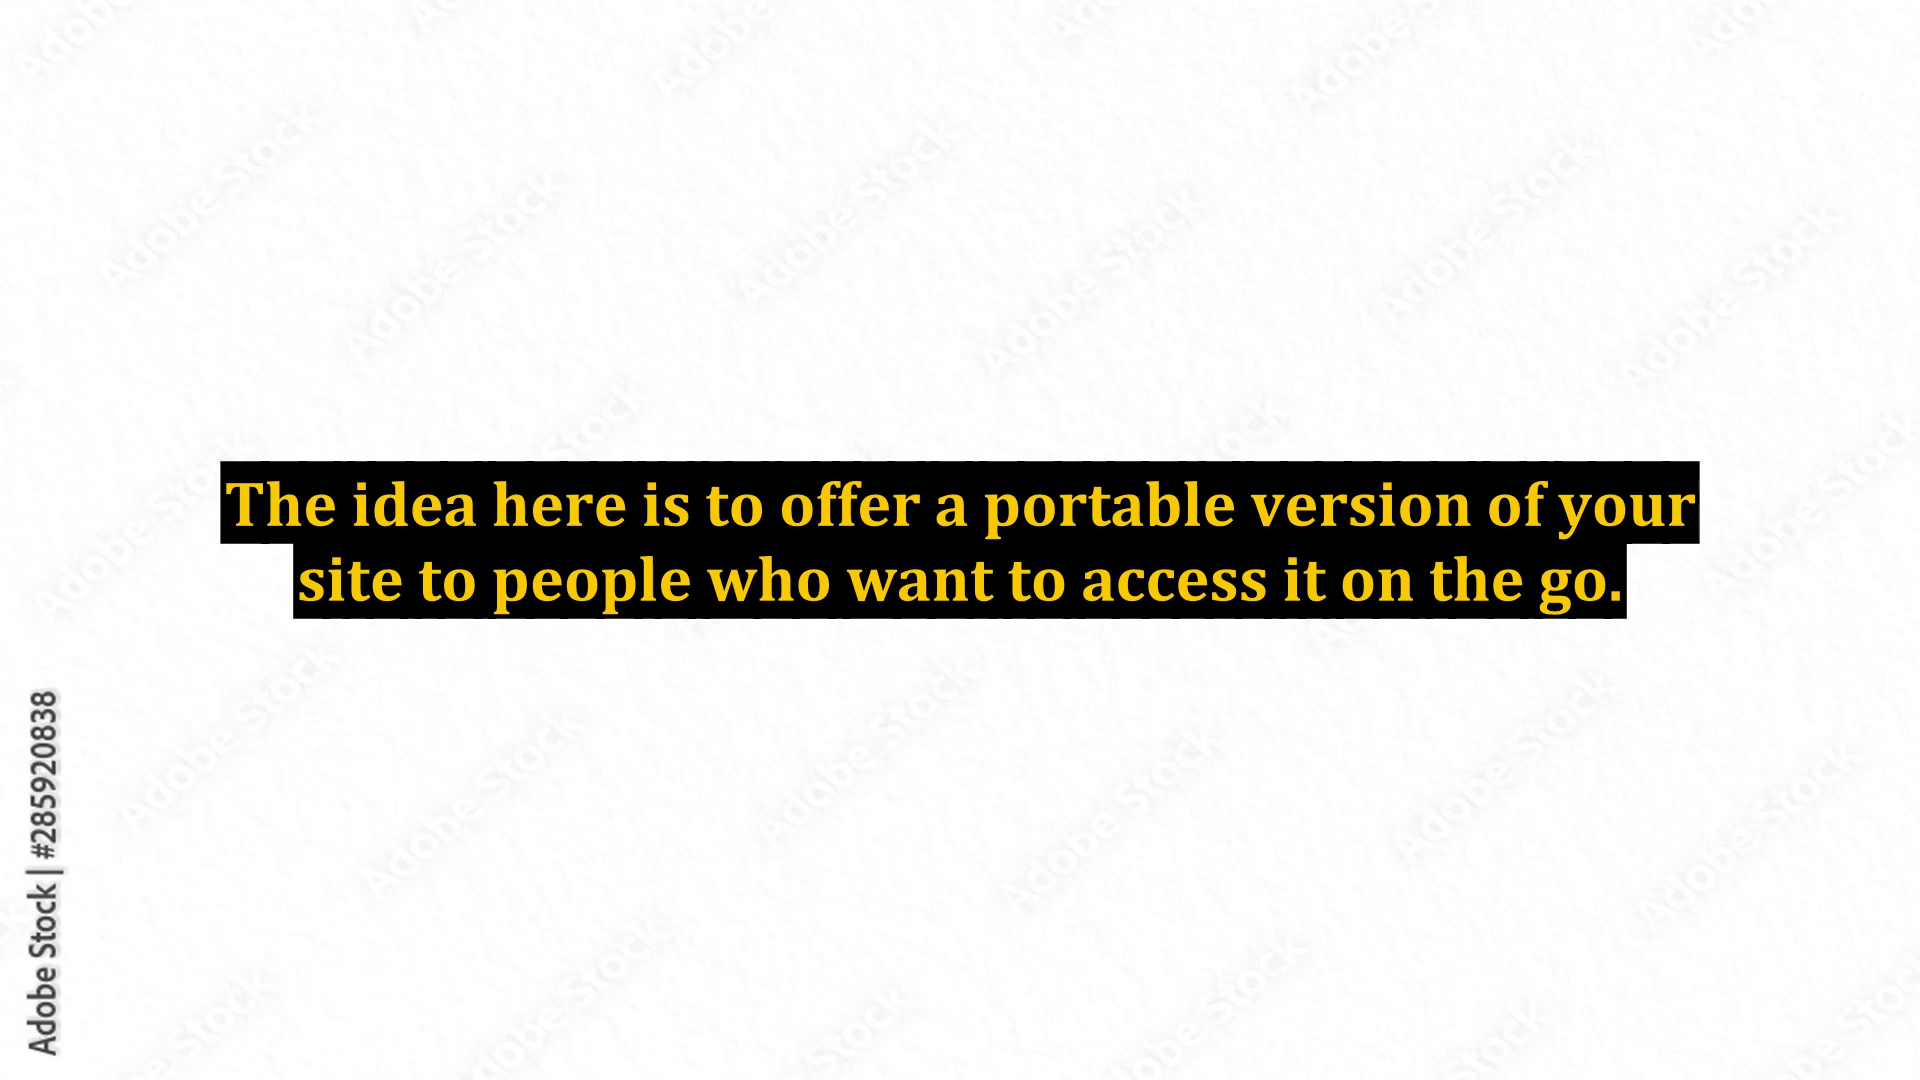 The idea here is to offer a portable version of your
site to people who want to access it on the go.
Adobe Stock | #285920838